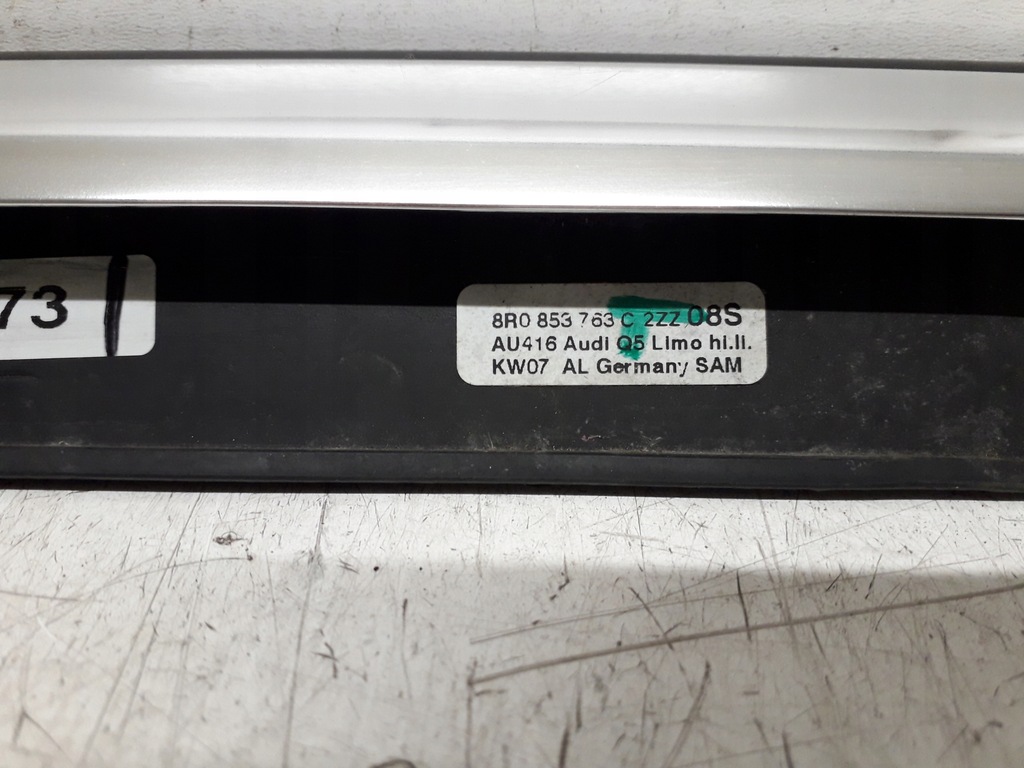 73
8R0 853 763 C 2ZZ 08S
AU416 Audi Q5 Limo hi.li.
KW07 AL Germany SAM